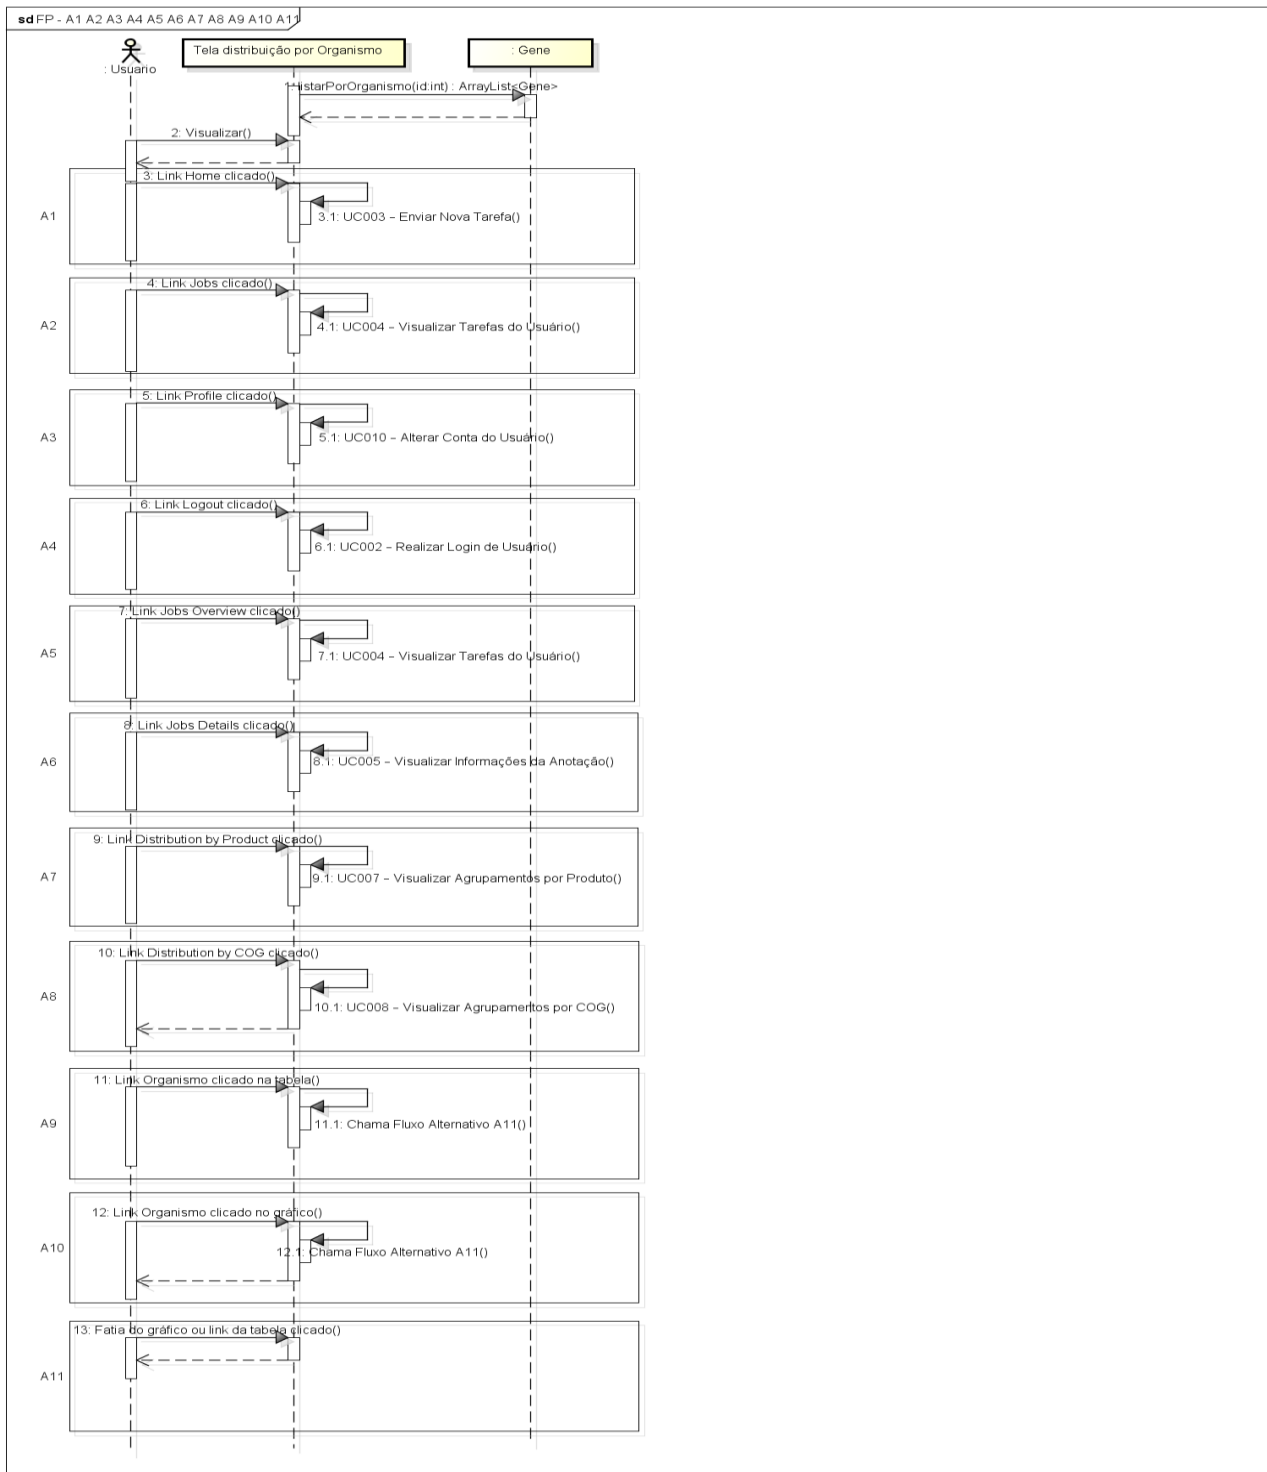 sd FP - A1 A2 A3 A4 A5 A6 A7 A8 A9 A10 A11
: Usuario
Tela distribuição por Organismo
: Gene
1: listarPorOrganismo(id:int) : ArrayList<Gene>
2: Visualizar()
3: Link Home clicado()
A1
3.1: UC003 – Enviar Nova Tarefa()
4: Link Jobs clicado()
A2
4.1: UC004 – Visualizar Tarefas do Usuário()
5: Link Profile clicado()
A3
5.1: UC010 – Alterar Conta do Usuário()
6: Link Logout clicado()
A4
6.1: UC002 – Realizar Login de Usuário()
7: Link Jobs Overview clicado()
A5
7.1: UC004 – Visualizar Tarefas do Usuário()
8: Link Jobs Details clicado()
A6
8.1: UC005 – Visualizar Informações da Anotação()
9: Link Distribution by Product clicado()
A7
9.1: UC007 – Visualizar Agrupamentos por Produto()
10: Link Distribution by COG clicado()
A8
10.1: UC008 – Visualizar Agrupamentos por COG()
11: Link Organismo clicado na tabela()
A9
11.1: Chama Fluxo Alternativo A11()
12: Link Organismo clicado no gráfico()
A10
12.1: Chama Fluxo Alternativo A11()
13: Fatia do gráfico ou link da tabela clicado()
A11